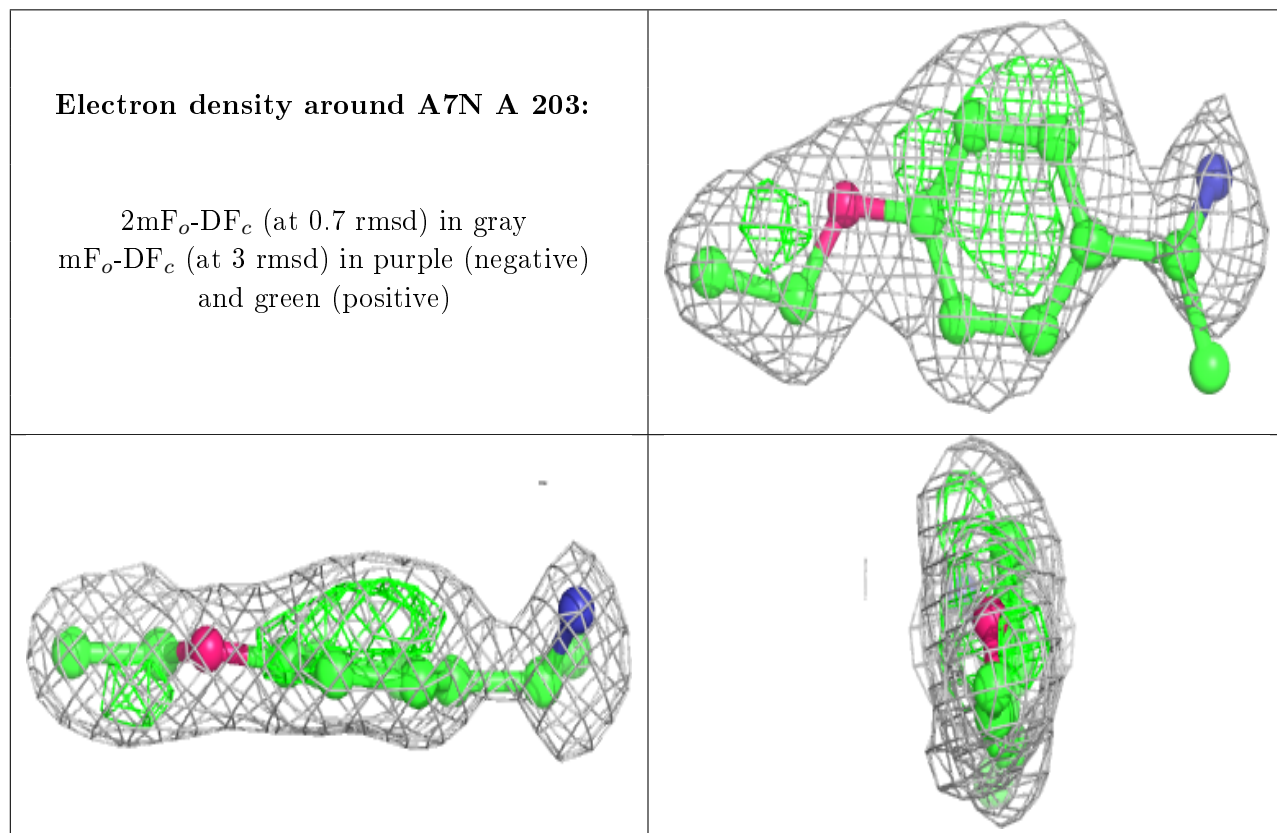 Electron density around A7N A 203:
2mFo-DFc (at 0.7 rmsd) in gray
mFo-DFc (at 3 rmsd) in purple (negative)
and green (positive)